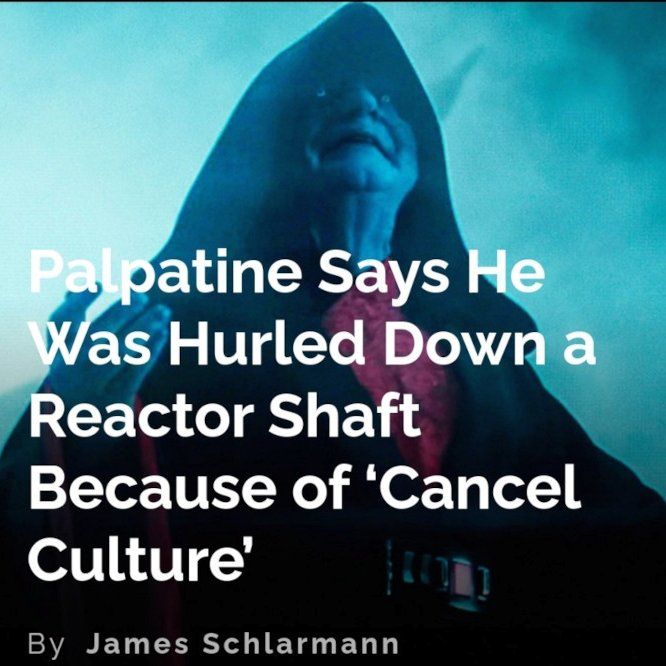 Palpatine Says He
Was Hurled Down a
Reactor Shaft
Because of ‘Cancel
Culture’
By James Schlarmann